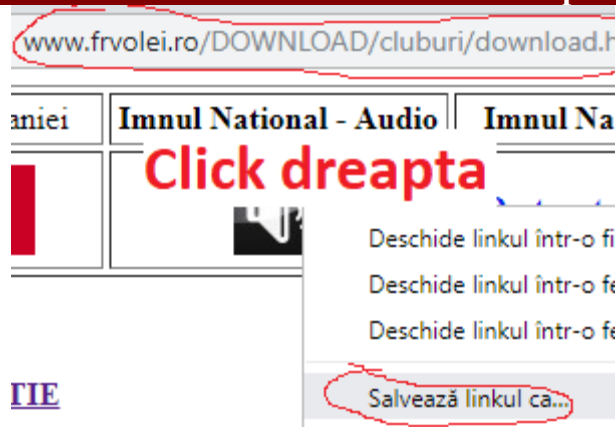 www.frvolei.ro/DOWNLOAD/cluburi/download.h
aniei Imnul National - Audio Imnul Na
Click dreapta
Deschide linkul într-o fi
Deschide linkul într-o fe
Deschide linkul într-o fe
TIE
Salvează linkul ca...